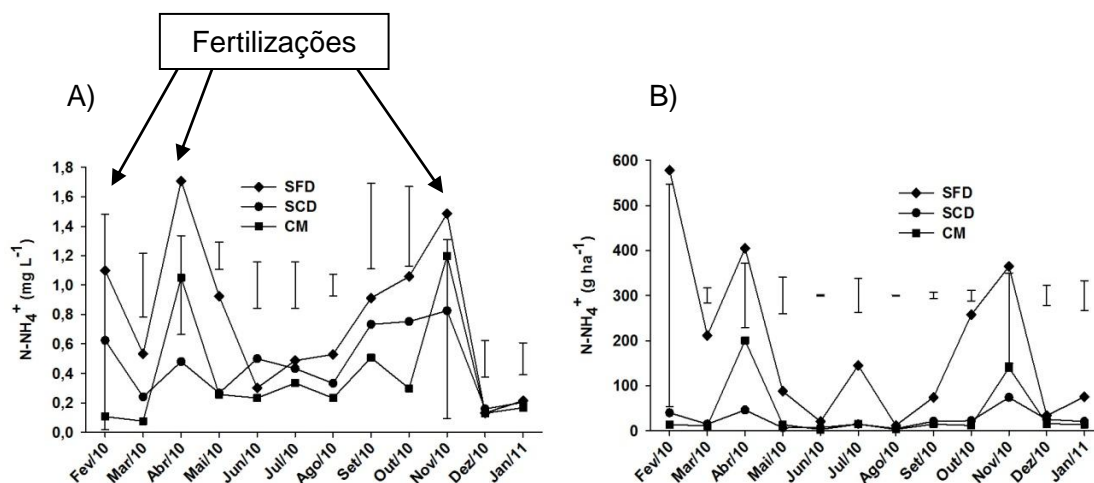 Fertilizações
A)
1,8
1,6
1,4
1,2
1,0
0,8
0,6
0,4
0,2
0,0
N-NH₄⁺ (mg L⁻¹)
SFD
SCD
CM
Fev/10
Mar/10
Abr/10
Mai/10
Jun/10
Jul/10
Ago/10
Set/10
Out/10
Nov/10
Dez/10
Jan/11
B)
600
500
400
300
200
100
0
N-NH₄⁺ (g ha⁻¹)
SFD
SCD
CM
Fev/10
Mar/10
Abr/10
Mai/10
Jun/10
Jul/10
Ago/10
Set/10
Out/10
Nov/10
Dez/10
Jan/11